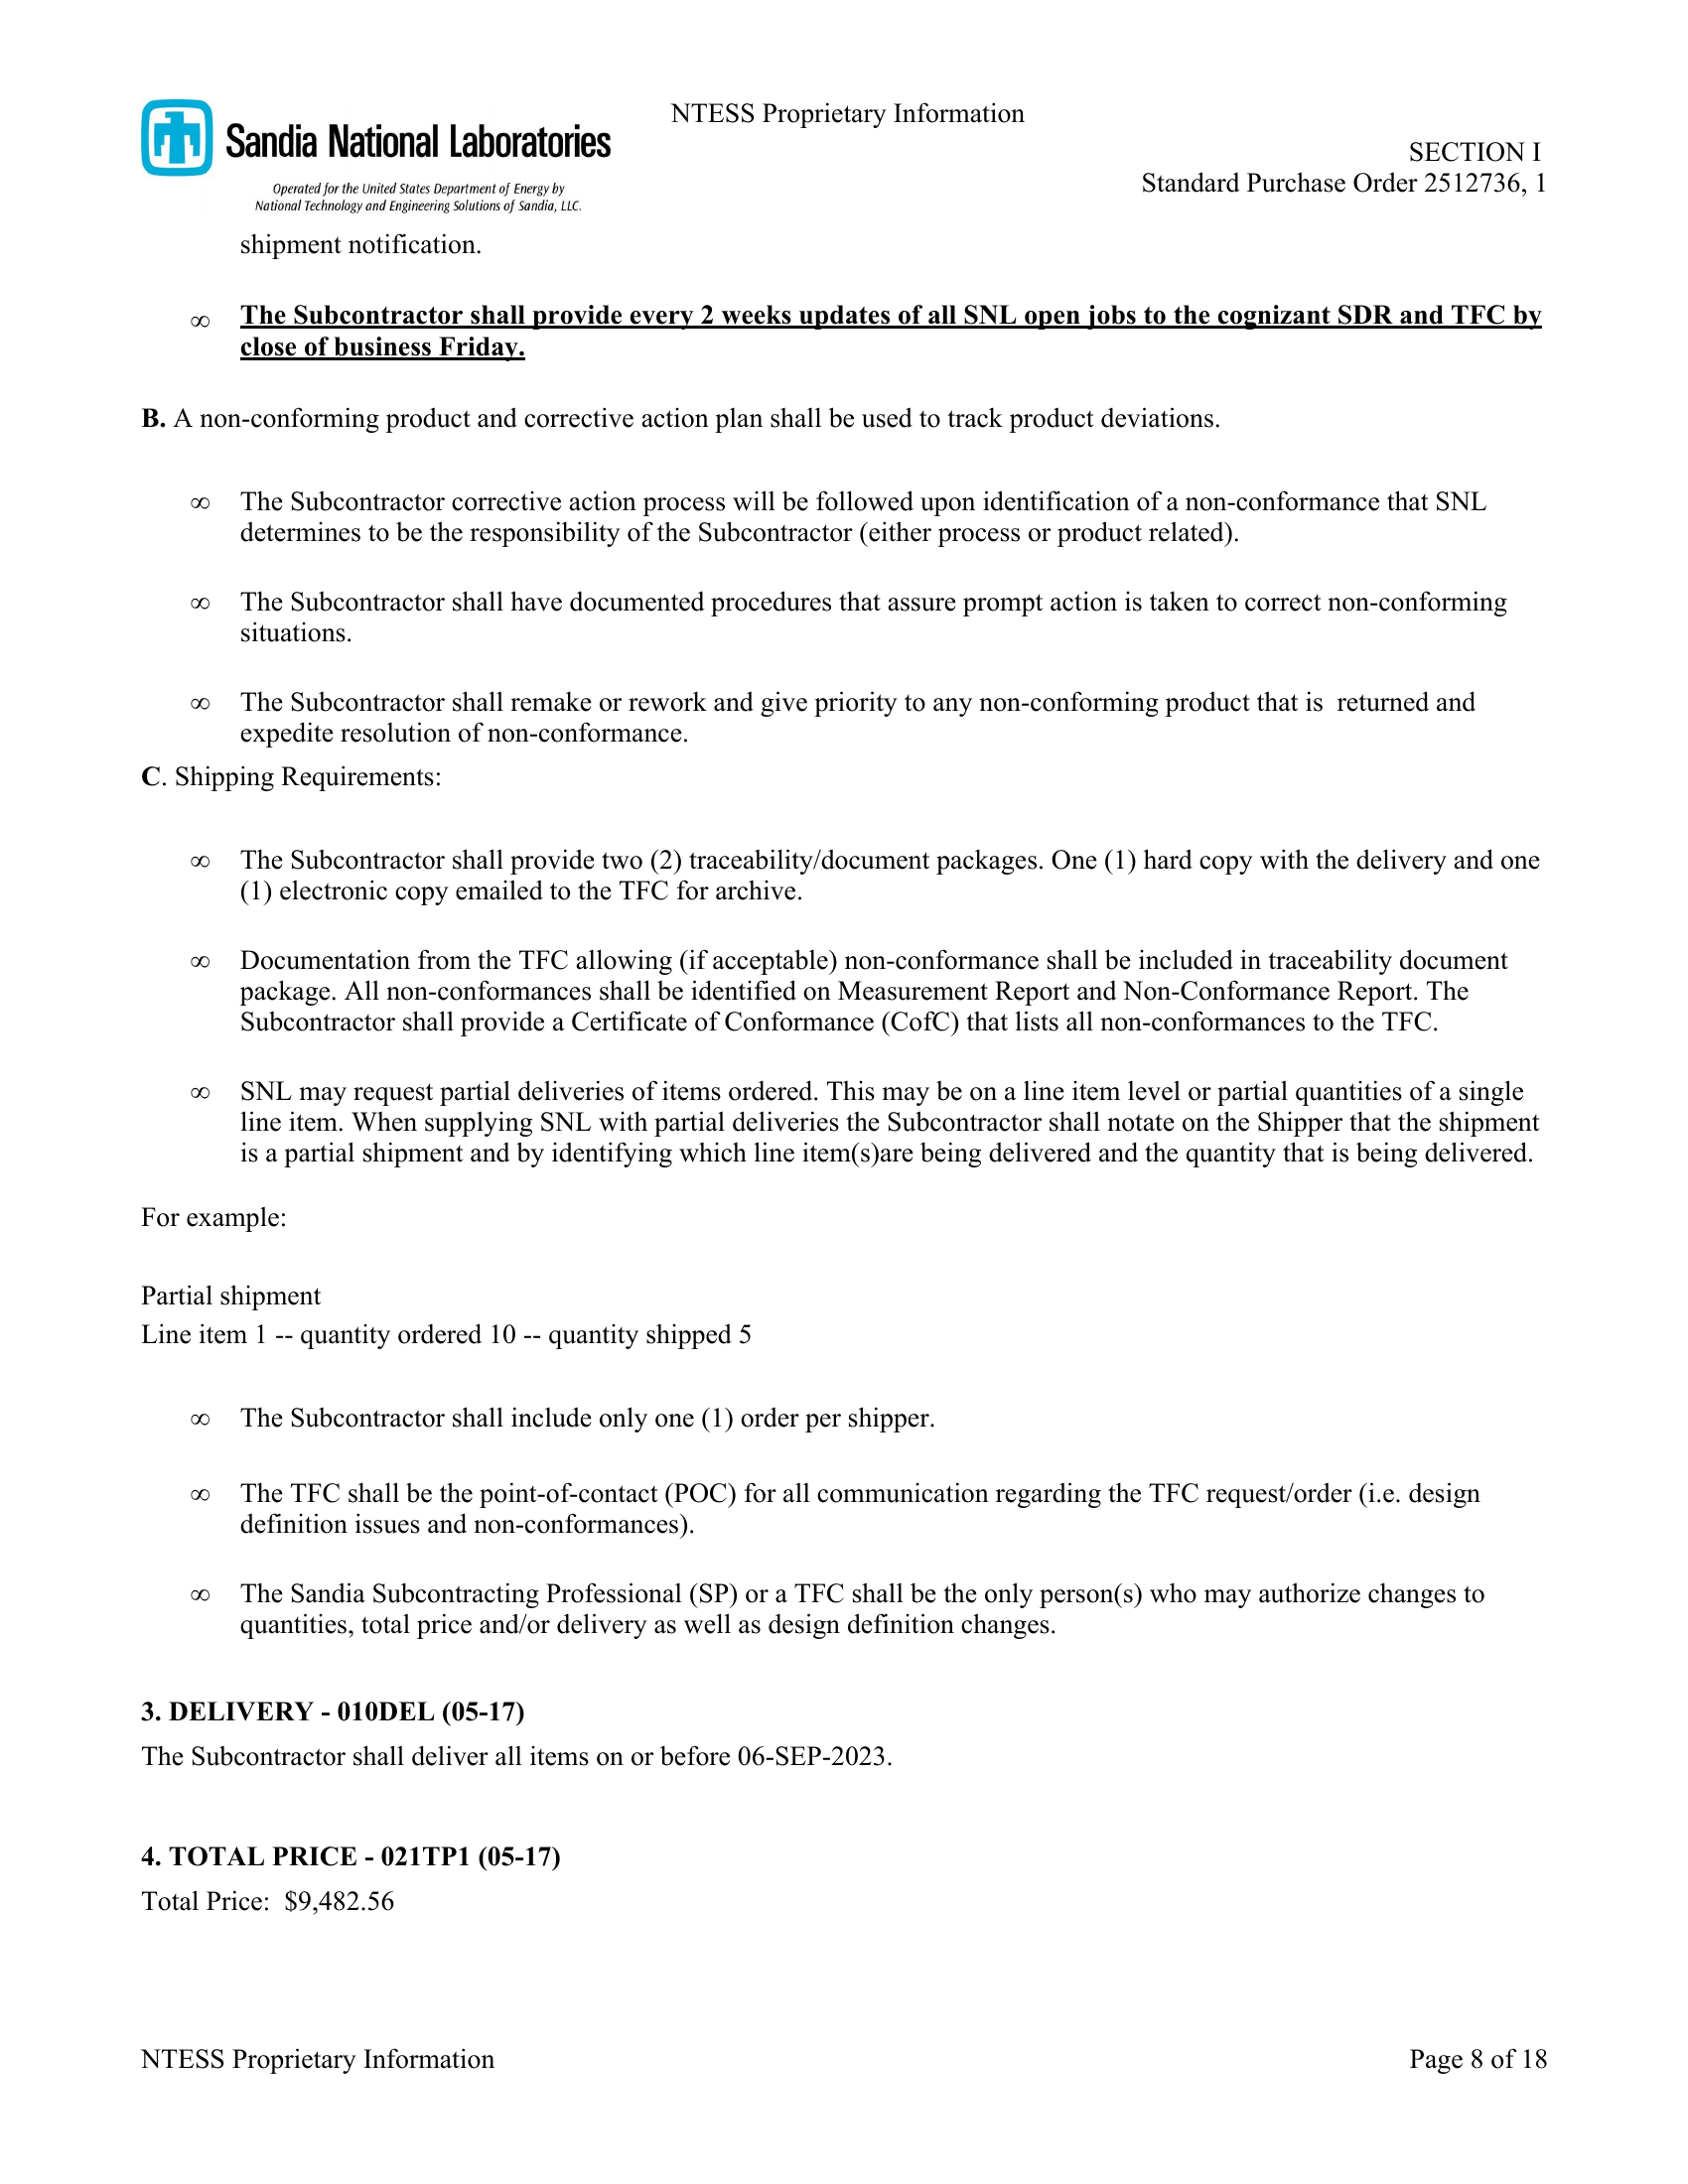 NTESS Proprietary Information
Sandia National Laboratories
Operated for the United States Department of Energy by
National Technology and Engineering Solutions of Sandia, LLC.
SECTION I
Standard Purchase Order 2512736, 1
shipment notification.
∞ The Subcontractor shall provide every 2 weeks updates of all SNL open jobs to the cognizant SDR and TFC by
close of business Friday.
B. A non-conforming product and corrective action plan shall be used to track product deviations.
∞ The Subcontractor corrective action process will be followed upon identification of a non-conformance that SNL
determines to be the responsibility of the Subcontractor (either process or product related).
∞ The Subcontractor shall have documented procedures that assure prompt action is taken to correct non-conforming
situations.
∞ The Subcontractor shall remake or rework and give priority to any non-conforming product that is  returned and
expedite resolution of non-conformance.
C. Shipping Requirements:
∞ The Subcontractor shall provide two (2) traceability/document packages. One (1) hard copy with the delivery and one
(1) electronic copy emailed to the TFC for archive.
∞ Documentation from the TFC allowing (if acceptable) non-conformance shall be included in traceability document
package. All non-conformances shall be identified on Measurement Report and Non-Conformance Report. The
Subcontractor shall provide a Certificate of Conformance (CofC) that lists all non-conformances to the TFC.
∞ SNL may request partial deliveries of items ordered. This may be on a line item level or partial quantities of a single
line item. When supplying SNL with partial deliveries the Subcontractor shall notate on the Shipper that the shipment
is a partial shipment and by identifying which line item(s)are being delivered and the quantity that is being delivered.
For example:
Partial shipment
Line item 1 -- quantity ordered 10 -- quantity shipped 5
∞ The Subcontractor shall include only one (1) order per shipper.
∞ The TFC shall be the point-of-contact (POC) for all communication regarding the TFC request/order (i.e. design
definition issues and non-conformances).
∞ The Sandia Subcontracting Professional (SP) or a TFC shall be the only person(s) who may authorize changes to
quantities, total price and/or delivery as well as design definition changes.
3. DELIVERY - 010DEL (05-17)
The Subcontractor shall deliver all items on or before 06-SEP-2023.
4. TOTAL PRICE - 021TP1 (05-17)
Total Price:  $9,482.56
NTESS Proprietary Information
Page 8 of 18